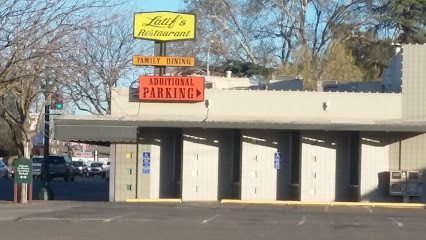 Latif's
Restaurant
FAMILY DINING
ADDITIONAL
PARKING